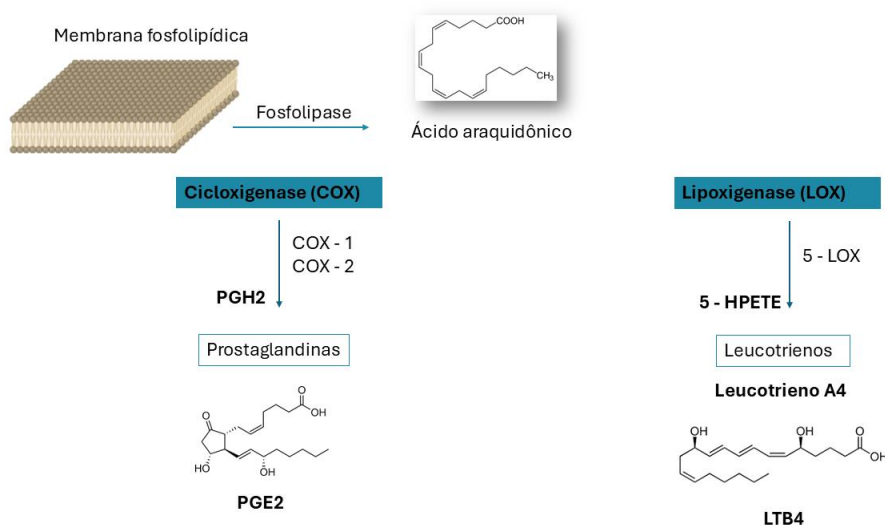 Membrana fosfolipídica
COOH
CH3
Fosfolipase
Ácido araquidônico
Cicloxigenase (COX)
Lipoxigenase (LOX)
COX - 1
COX - 2
5 - LOX
PGH2
5 - HPETE
Prostaglandinas
Leucotrienos
Leucotrieno A4
O
OH
O
HO
OH
OH
OH
O
OH
PGE2
LTB4